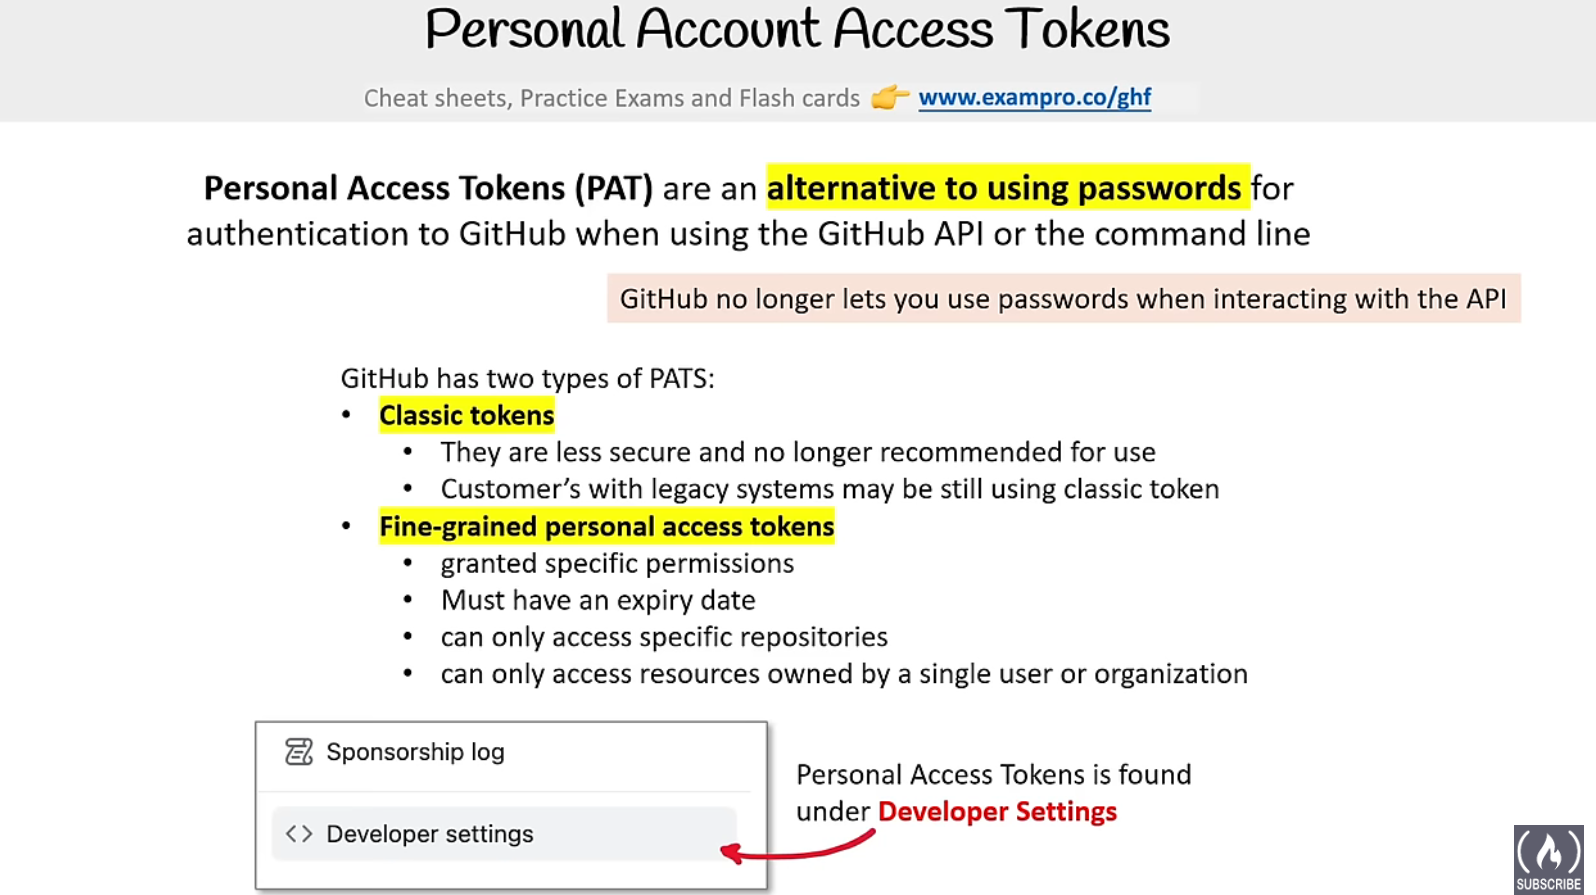 Personal Account Access Tokens
Cheat sheets, Practice Exams and Flash cards 👉 www.exampro.co/ghf
Personal Access Tokens (PAT) are an alternative to using passwords for
authentication to GitHub when using the GitHub API or the command line
GitHub no longer lets you use passwords when interacting with the API
GitHub has two types of PATS:
• Classic tokens
• They are less secure and no longer recommended for use
• Customer's with legacy systems may be still using classic token
• Fine-grained personal access tokens
• granted specific permissions
• Must have an expiry date
• can only access specific repositories
• can only access resources owned by a single user or organization
Sponsorship log
Developer settings
Personal Access Tokens is found
under Developer Settings
SUBSCRIBE